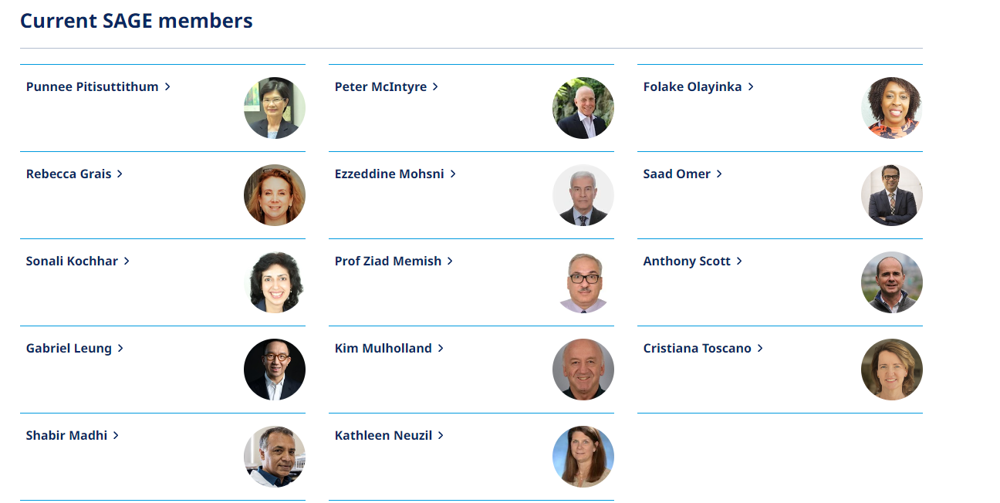 Current SAGE members
Punnee Pitisuttithum
Peter McIntyre
Folake Olayinka
Rebecca Grais
Ezzeddine Mohsni
Saad Omer
Sonali Kochhar
Prof Ziad Memish
Anthony Scott
Gabriel Leung
Kim Mulholland
Cristiana Toscano
Shabir Madhi
Kathleen Neuzil